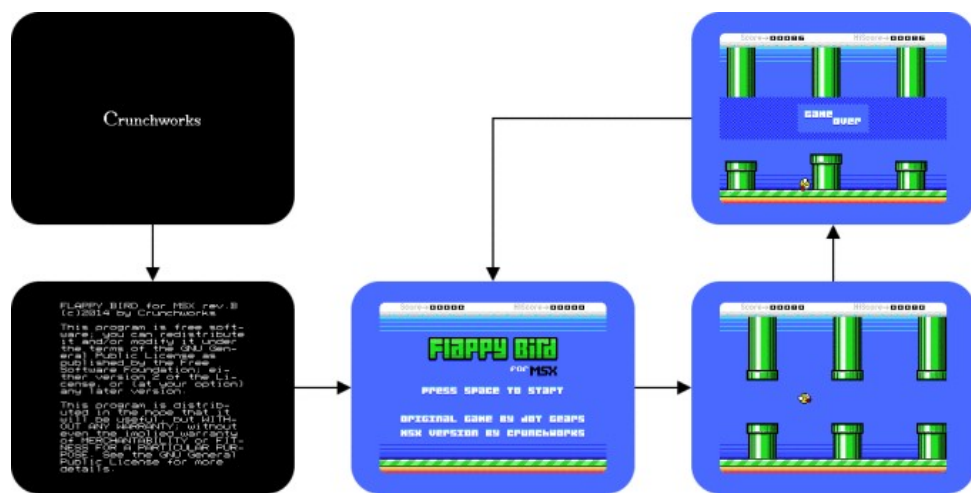 Crunchworks
FLAPPY BIRD for MSX rev.B
(c)2014 by Crunchworks
This program is free soft-
ware; you can redistribute
it and/or modify it under
the terms of the GNU Gen-
eral Public License as
published by the Free
Software Foundation; ei-
ther version 2 of the Li-
cense, or (at your option)
any later version.
This program is distrib-
uted in the hope that it
will be useful, but WITH-
OUT ANY WARRANTY; without
even the implied warranty
of MERCHANTABILITY or FIT-
NESS FOR A PARTICULAR PUR-
POSE. See the GNU General
Public License for more
details.
Score→00000 HiScore→00000
Flappy Bird
FOR MSX
PRESS SPACE TO START
ORIGINAL GAME BY DOT GEARS
MSX VERSION BY CRUNCHWORKS
Score→00086 HiScore→00086
GAME
OVER
Score→00080 HiScore→00080